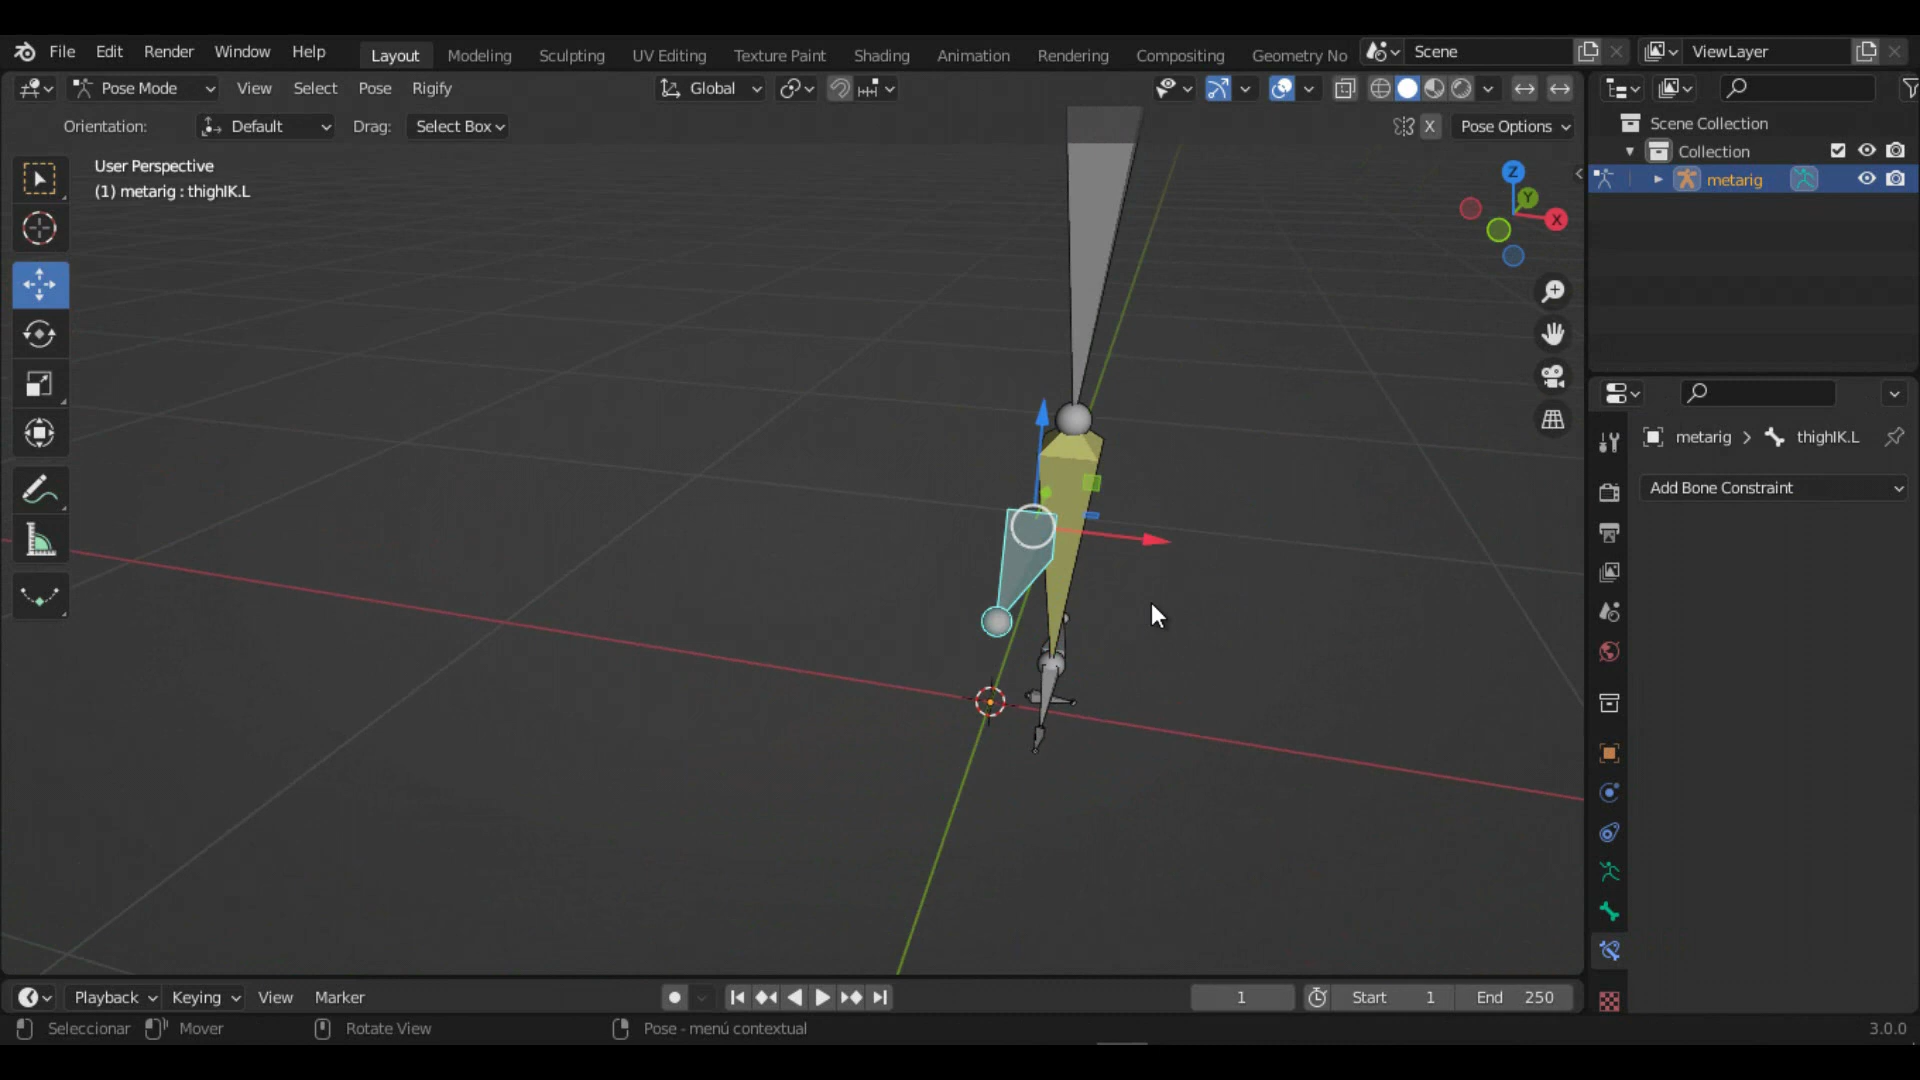 File Edit Render Window Help Layout Modeling Sculpting UV Editing Texture Paint Shading Animation Rendering Compositing Geometry No Scene ViewLayer
Pose Mode View Select Pose Rigify Global
Orientation: Default Drag: Select Box X Pose Options
User Perspective
(1) metarig : thighIK.L
Z
Y
X
Scene Collection
Collection
metarig
metarig > thighIK.L
Add Bone Constraint
Playback Keying View Marker 1 Start 1 End 250
Seleccionar Mover Rotate View Pose - menú contextual 3.0.0